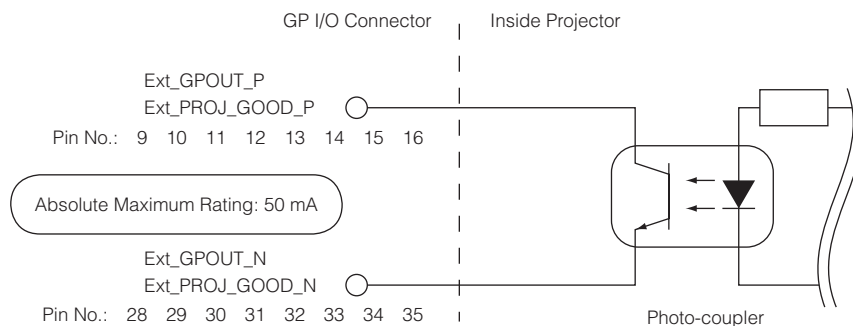 GP I/O Connector
Inside Projector
Ext_GPOUT_P
Ext_PROJ_GOOD_P
Pin No.: 9 10 11 12 13 14 15 16
Absolute Maximum Rating: 50 mA
Ext_GPOUT_N
Ext_PROJ_GOOD_N
Pin No.: 28 29 30 31 32 33 34 35
Photo-coupler